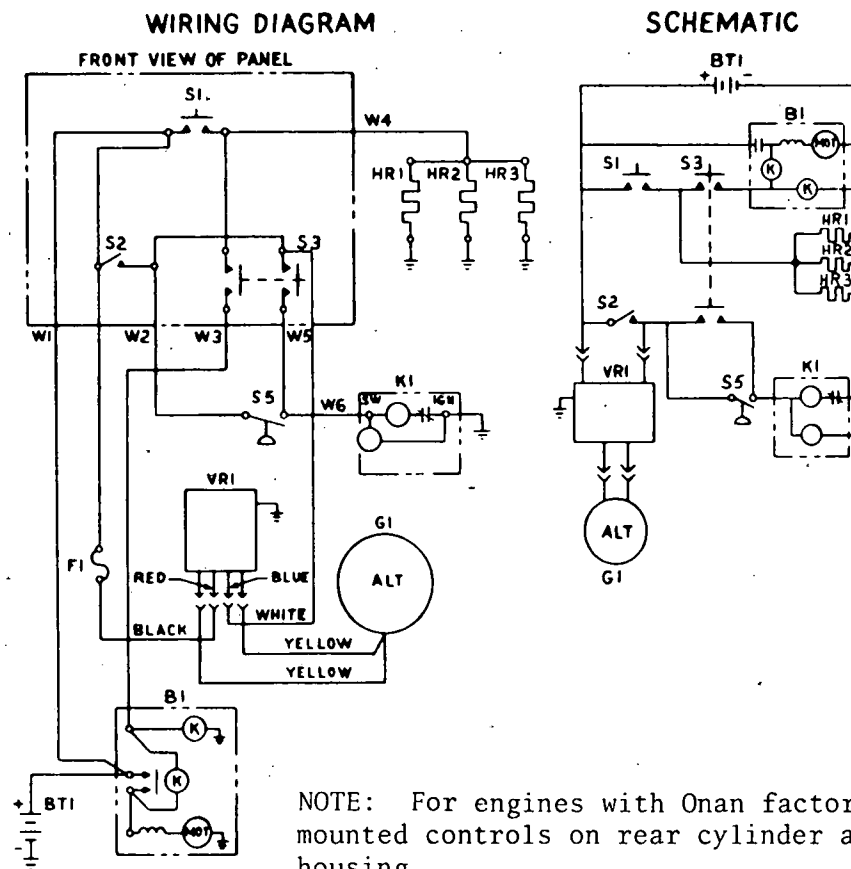 WIRING DIAGRAM
FRONT VIEW OF PANEL
S1.
W4
HR1 HR2 HR3
S2
S3
W1 W2 W3 W5
S5
W6
K1
SW IGN
VR1
G1
ALT
F1
RED BLUE
WHITE
BLACK
YELLOW
YELLOW
B1
K
K
MOT
+ BT1
-
SCHEMATIC
BT1
+ -
B1
MOT
S1 S3
K
K
HR1
HR2
HR3
S2
VR1
S5
K1
ALT
G1
NOTE: For engines with Onan factor
mounted controls on rear cylinder a
housing